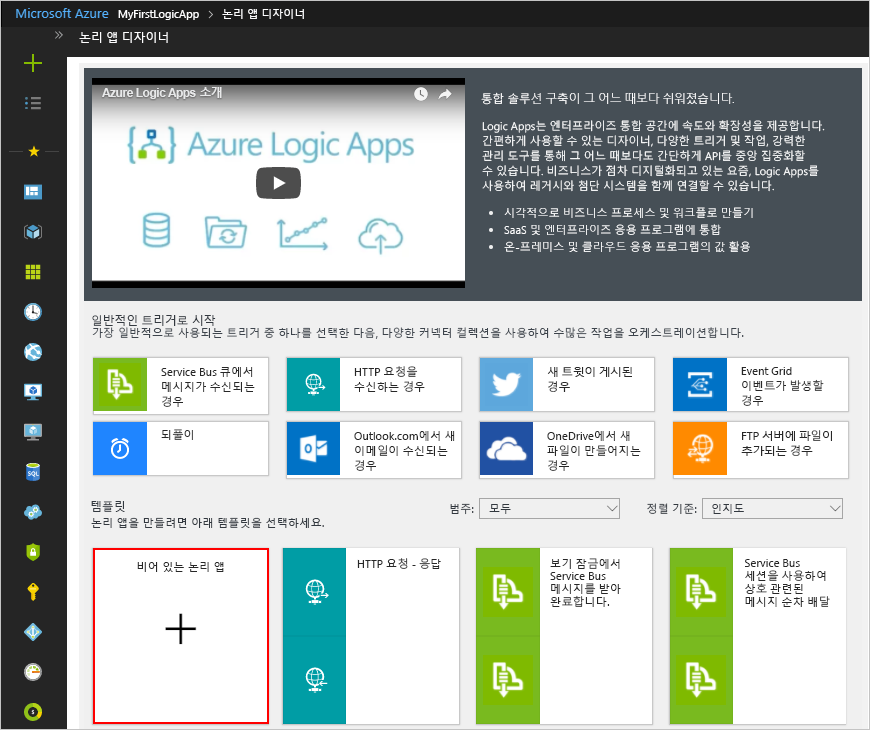 Microsoft Azure MyFirstLogicApp > 논리 앱 디자이너
논리 앱 디자이너
Azure Logic Apps 소개
Azure Logic Apps
통합 솔루션 구축이 그 어느 때보다 쉬워졌습니다.
Logic Apps는 엔터프라이즈 통합 공간에 속도와 확장성을 제공합니다.
간편하게 사용할 수 있는 디자이너, 다양한 트리거 및 작업, 강력한
관리 도구를 통해 그 어느 때보다도 간단하게 API를 중앙 집중화할
수 있습니다. 비즈니스가 점차 디지털화되고 있는 요즘, Logic Apps를
사용하여 레거시와 첨단 시스템을 함께 연결할 수 있습니다.
• 시각적으로 비즈니스 프로세스 및 워크플로 만들기
• SaaS 및 엔터프라이즈 응용 프로그램에 통합
• 온-프레미스 및 클라우드 응용 프로그램의 값 활용
일반적인 트리거로 시작
가장 일반적으로 사용되는 트리거 중 하나를 선택한 다음, 다양한 커넥터 컬렉션을 사용하여 수많은 작업을 오케스트레이션합니다.
Service Bus 큐에서
메시지가 수신되는
경우
HTTP 요청을
수신하는 경우
새 트윗이 게시된
경우
Event Grid
이벤트가 발생할
경우
되풀이
Outlook.com에서 새
이메일이 수신되는
경우
OneDrive에서 새
파일이 만들어지는
경우
FTP 서버에 파일이
추가되는 경우
템플릿
논리 앱을 만들려면 아래 템플릿을 선택하세요.
범주: 모두
정렬 기준: 인지도
비어 있는 논리 앱
HTTP 요청 - 응답
보기 잠금에서
Service Bus
메시지를 받아
완료합니다.
Service Bus
세션을 사용하여
상호 관련된
메시지 순차 배달
SQL